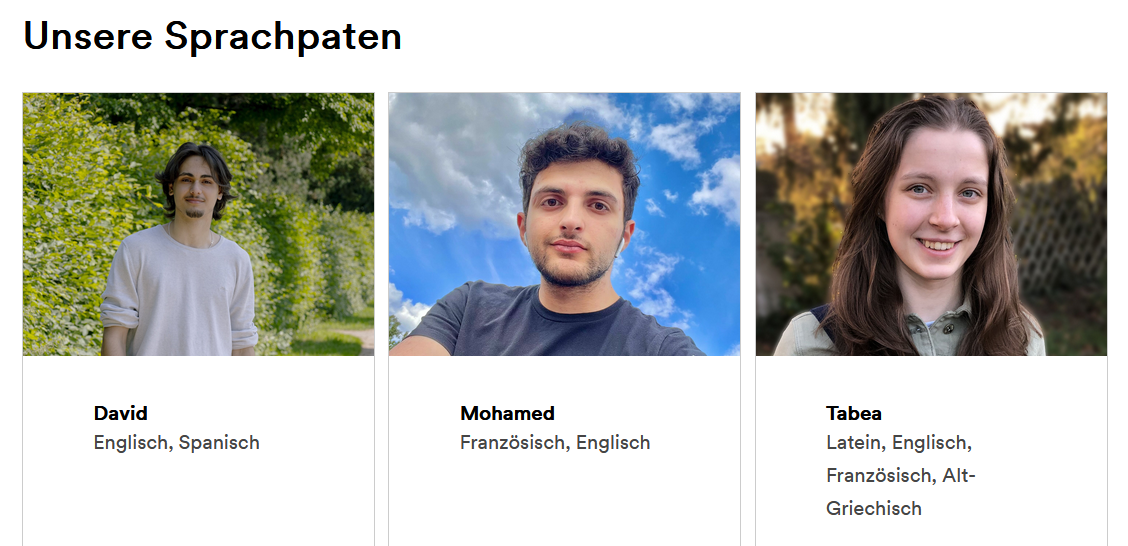 Unsere Sprachpaten
David
Englisch, Spanisch
Mohamed
Französisch, Englisch
Tabea
Latein, Englisch,
Französisch, Alt-
Griechisch